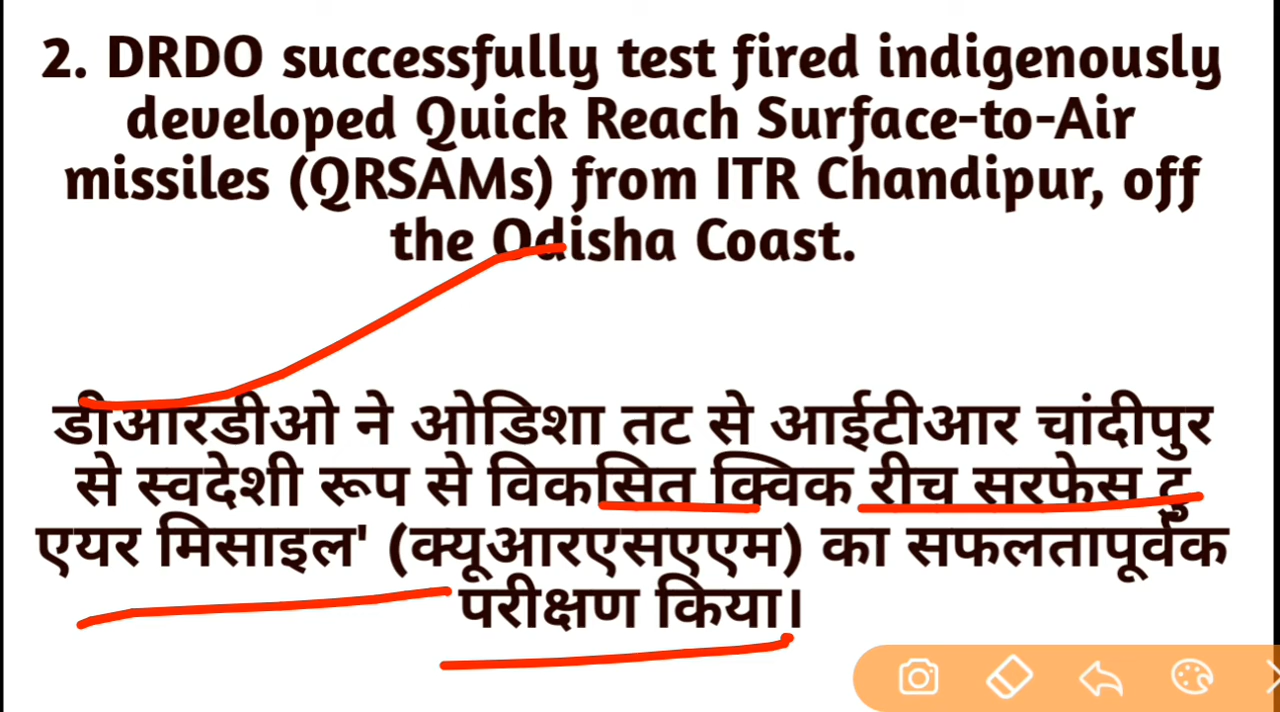 2. DRDO successfully test fired indigenously
developed Quick Reach Surface-to-Air
missiles (QRSAMs) from ITR Chandipur, off
the Odisha Coast.
डीआरडीओ ने ओडिशा तट से आईटीआर चांदीपुर
से स्वदेशी रूप से विकसित क्विक रीच सरफेस टू
एयर मिसाइल' (क्यूआरएसएएम) का सफलतापूर्वक
परीक्षण किया।